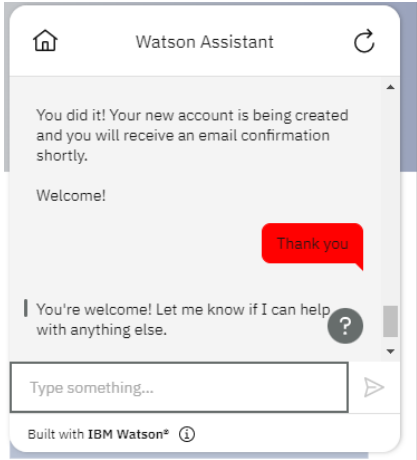 Watson Assistant
You did it! Your new account is being created
and you will receive an email confirmation
shortly.
Welcome!
Thank you
You're welcome! Let me know if I can help
with anything else.
?
Type something...
Built with IBM Watson®